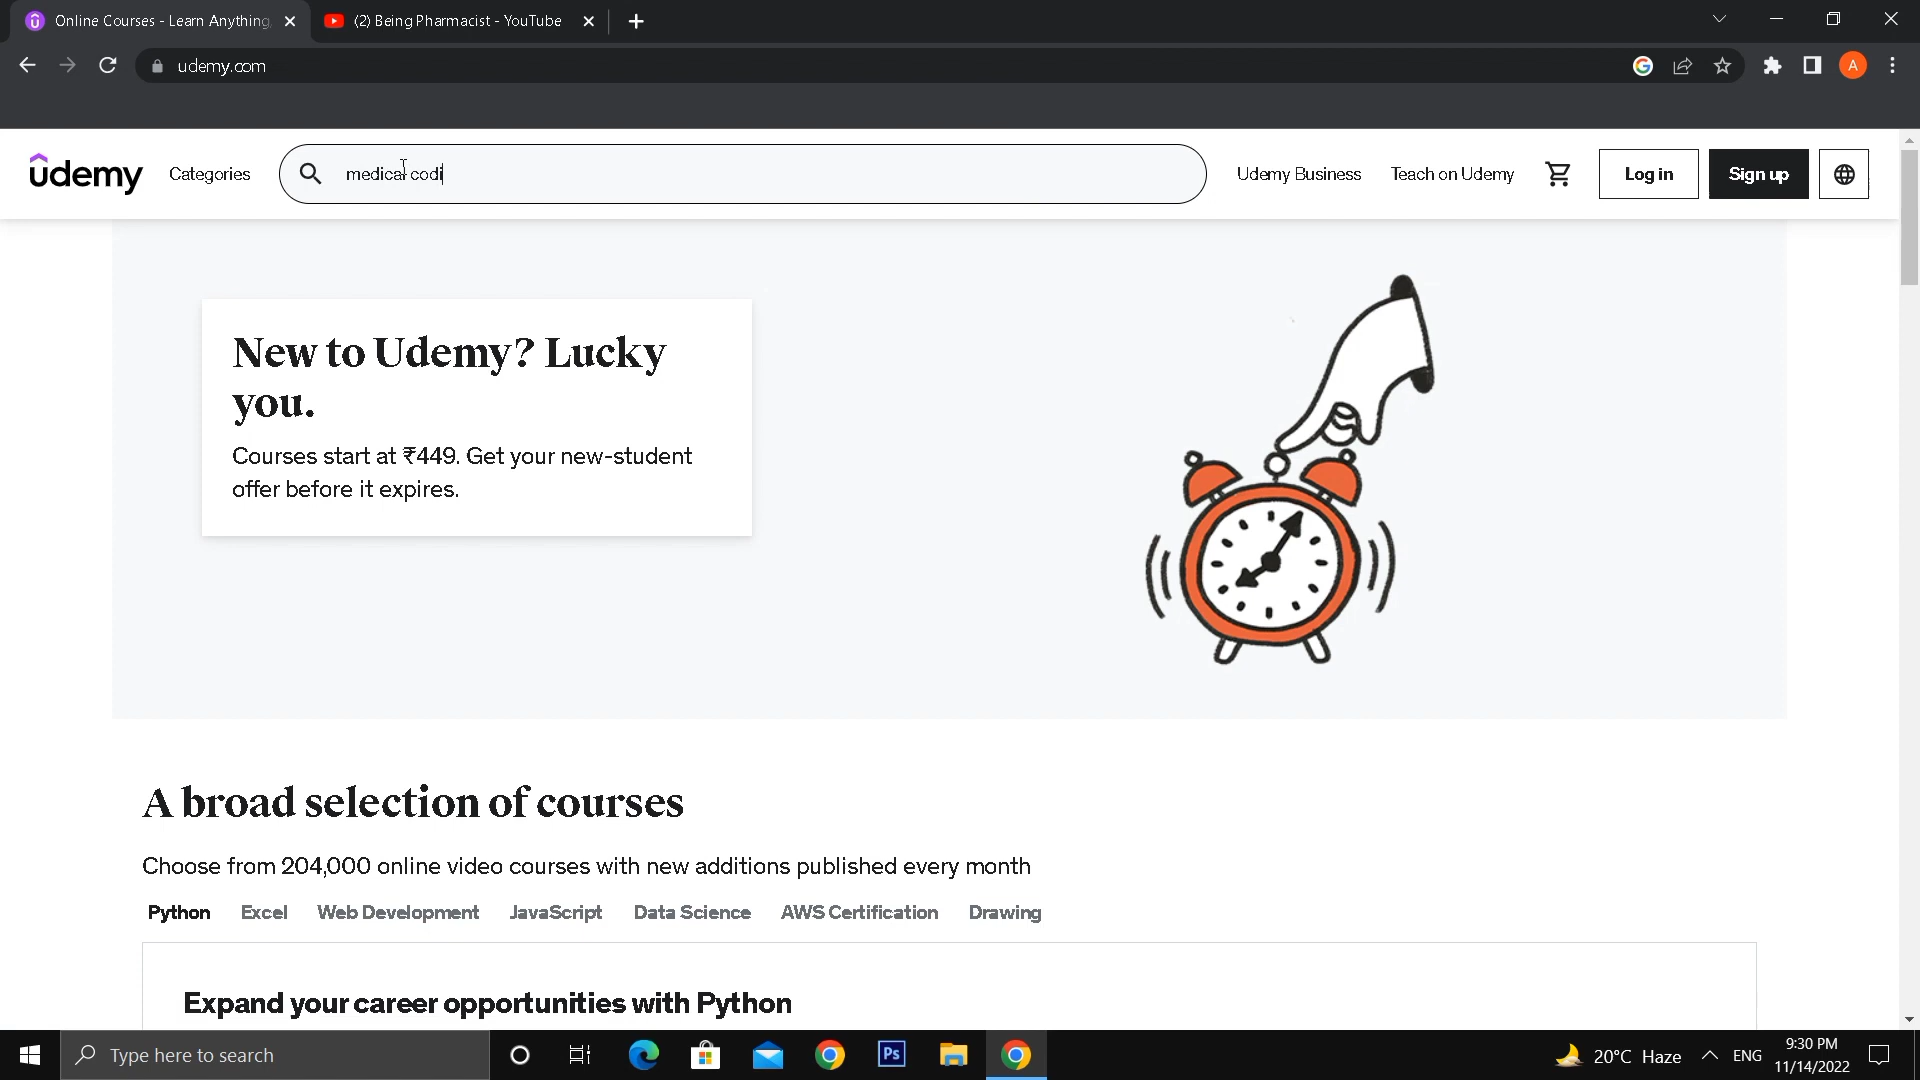 Online Courses - Learn Anything,
(2) Being Pharmacist - YouTube
udemy.com
A
udemy
Categories
medical codi
Udemy Business
Teach on Udemy
Log in
Sign up
New to Udemy? Lucky
you.
Courses start at ₹449. Get your new-student
offer before it expires.
A broad selection of courses
Choose from 204,000 online video courses with new additions published every month
Python
Excel
Web Development
JavaScript
Data Science
AWS Certification
Drawing
Expand your career opportunities with Python
Type here to search
Ps
20°C Haze
ENG
9:30 PM
11/14/2022